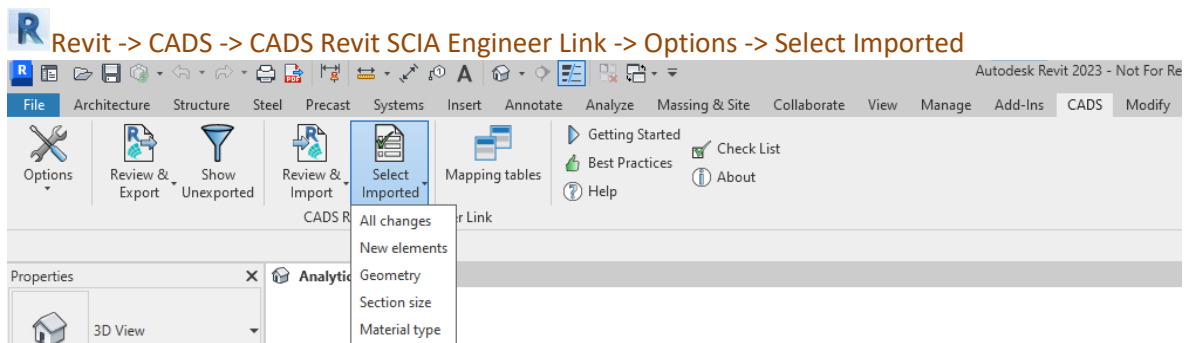 Revit -> CADS -> CADS Revit SCIA Engineer Link -> Options -> Select Imported
Autodesk Revit 2023 - Not For Re
File Architecture Structure Steel Precast Systems Insert Annotate Analyze Massing & Site Collaborate View Manage Add-Ins CADS Modify
Options
Review & Export
Show Unexported
Review & Import
Select Imported
Mapping tables
Getting Started
Best Practices
Help
Check List
About
CADS R
er Link
All changes
New elements
Geometry
Section size
Material type
Properties
Analytic
3D View